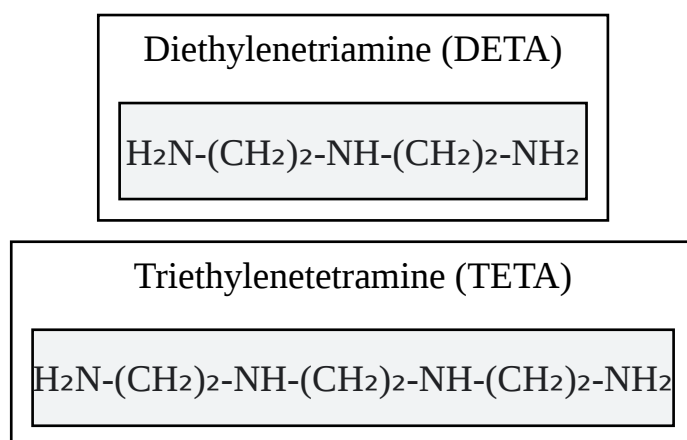 Diethylenetriamine (DETA)
H₂N-(CH₂)₂-NH-(CH₂)₂-NH₂
Triethylenetetramine (TETA)
H₂N-(CH₂)₂-NH-(CH₂)₂-NH-(CH₂)₂-NH₂